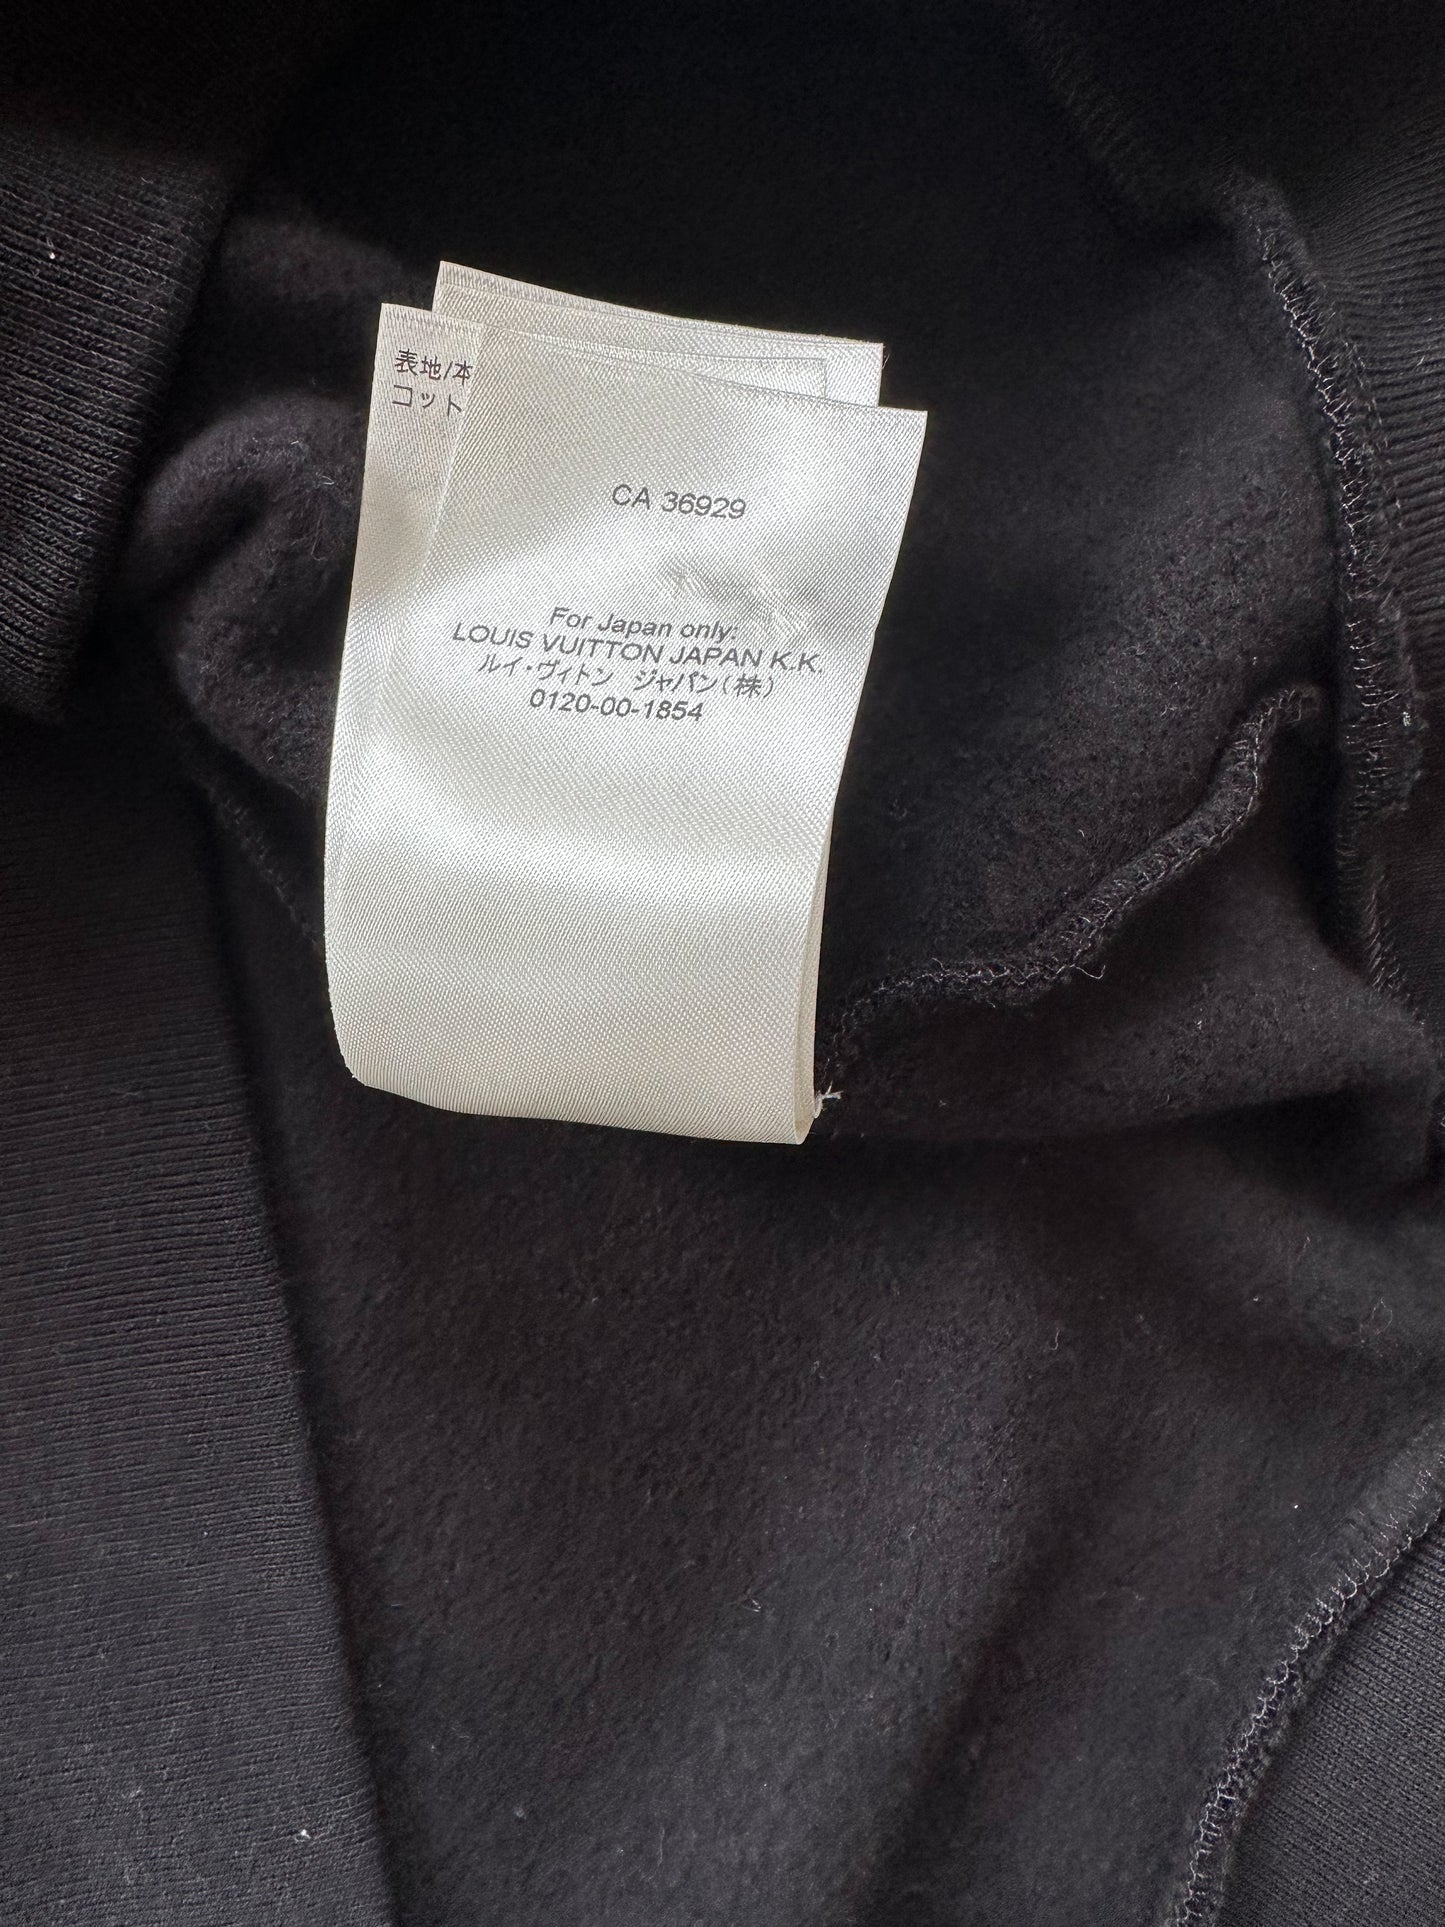 表地/本
コット
CA 36929
For Japan only:
LOUIS VUITTON JAPAN K.K.
ルイ・ヴィトン ジャパン(株)
0120-00-1854